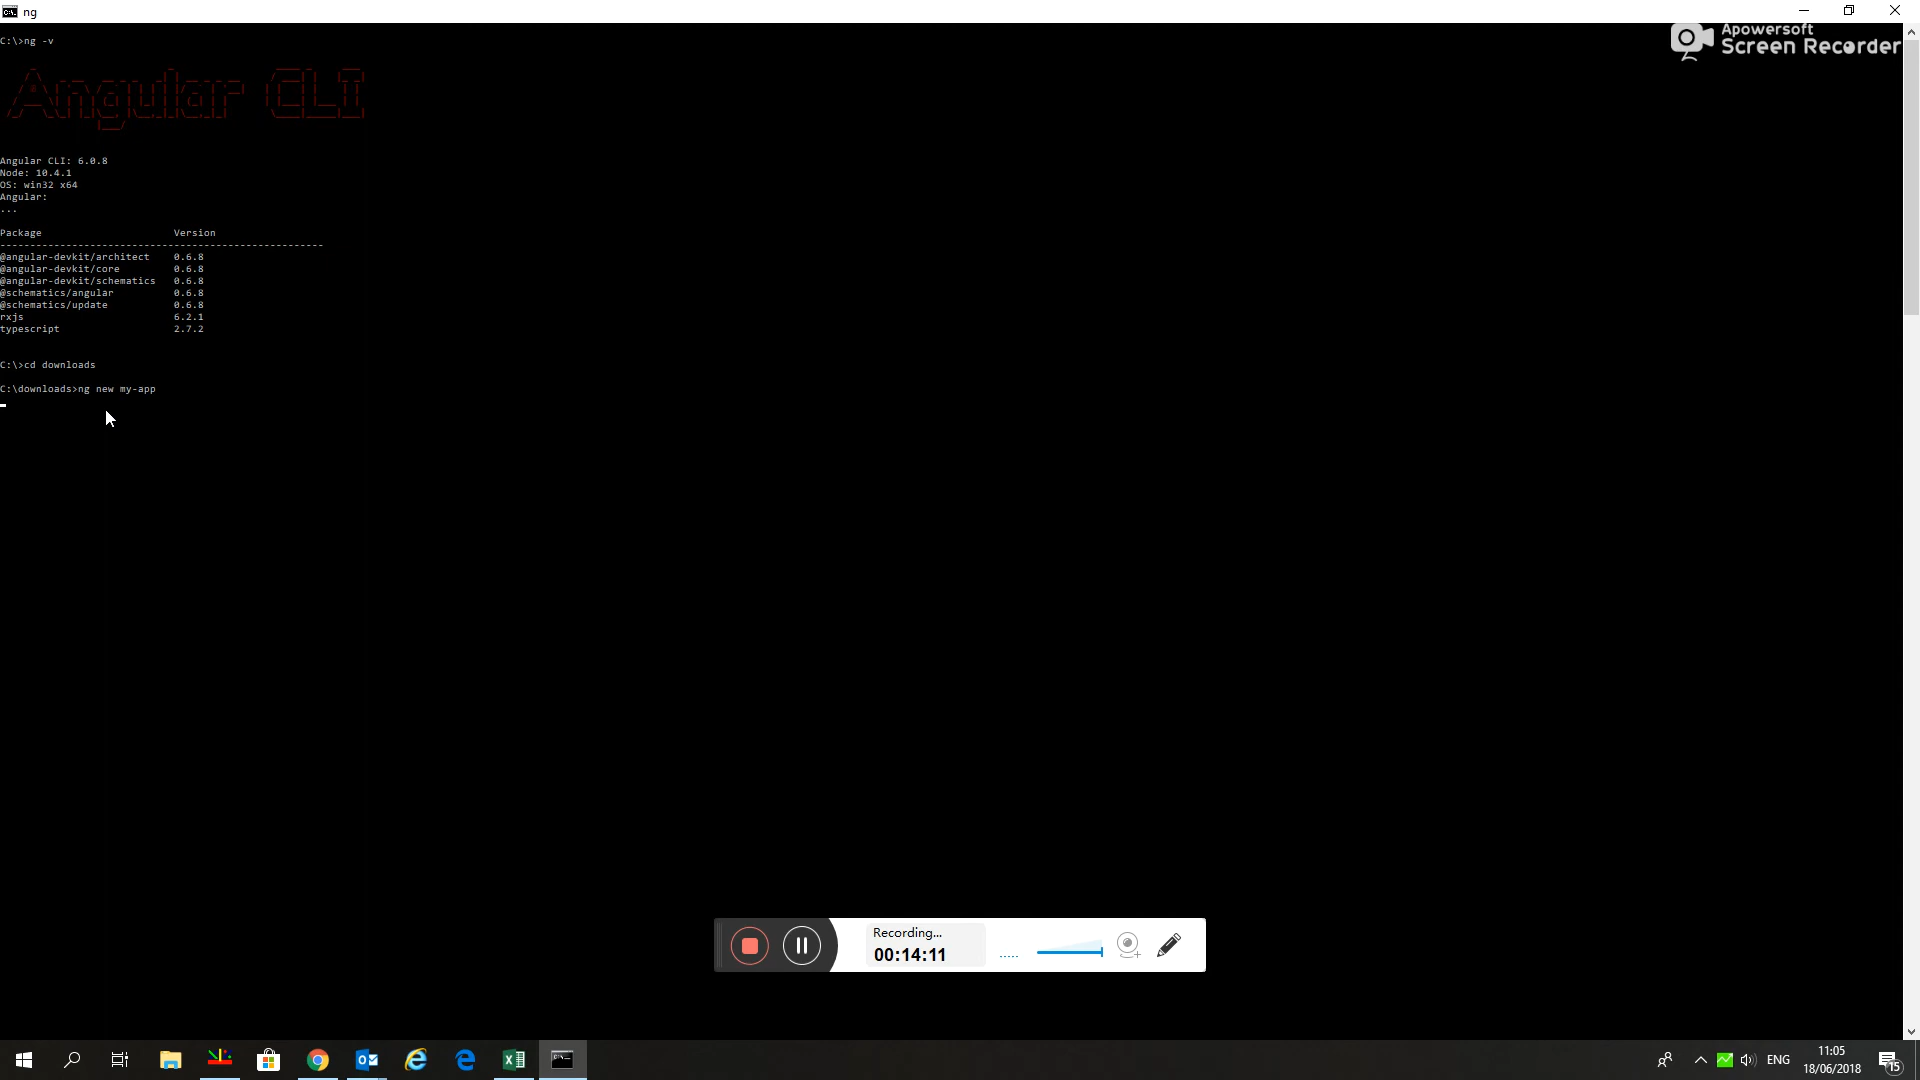 ng
C:\>ng -v
Apowersoft
Screen Recorder
Angular CLI
Angular CLI: 6.0.8
Node: 10.4.1
OS: win32 x64
Angular:
...
Package Version
------------------------------------------------------
@angular-devkit/architect 0.6.8
@angular-devkit/core 0.6.8
@angular-devkit/schematics 0.6.8
@schematics/angular 0.6.8
@schematics/update 0.6.8
rxjs 6.2.1
typescript 2.7.2
C:\>cd downloads
C:\downloads>ng new my-app
Recording...
00:14:11
ENG
11:05
18/06/2018
15